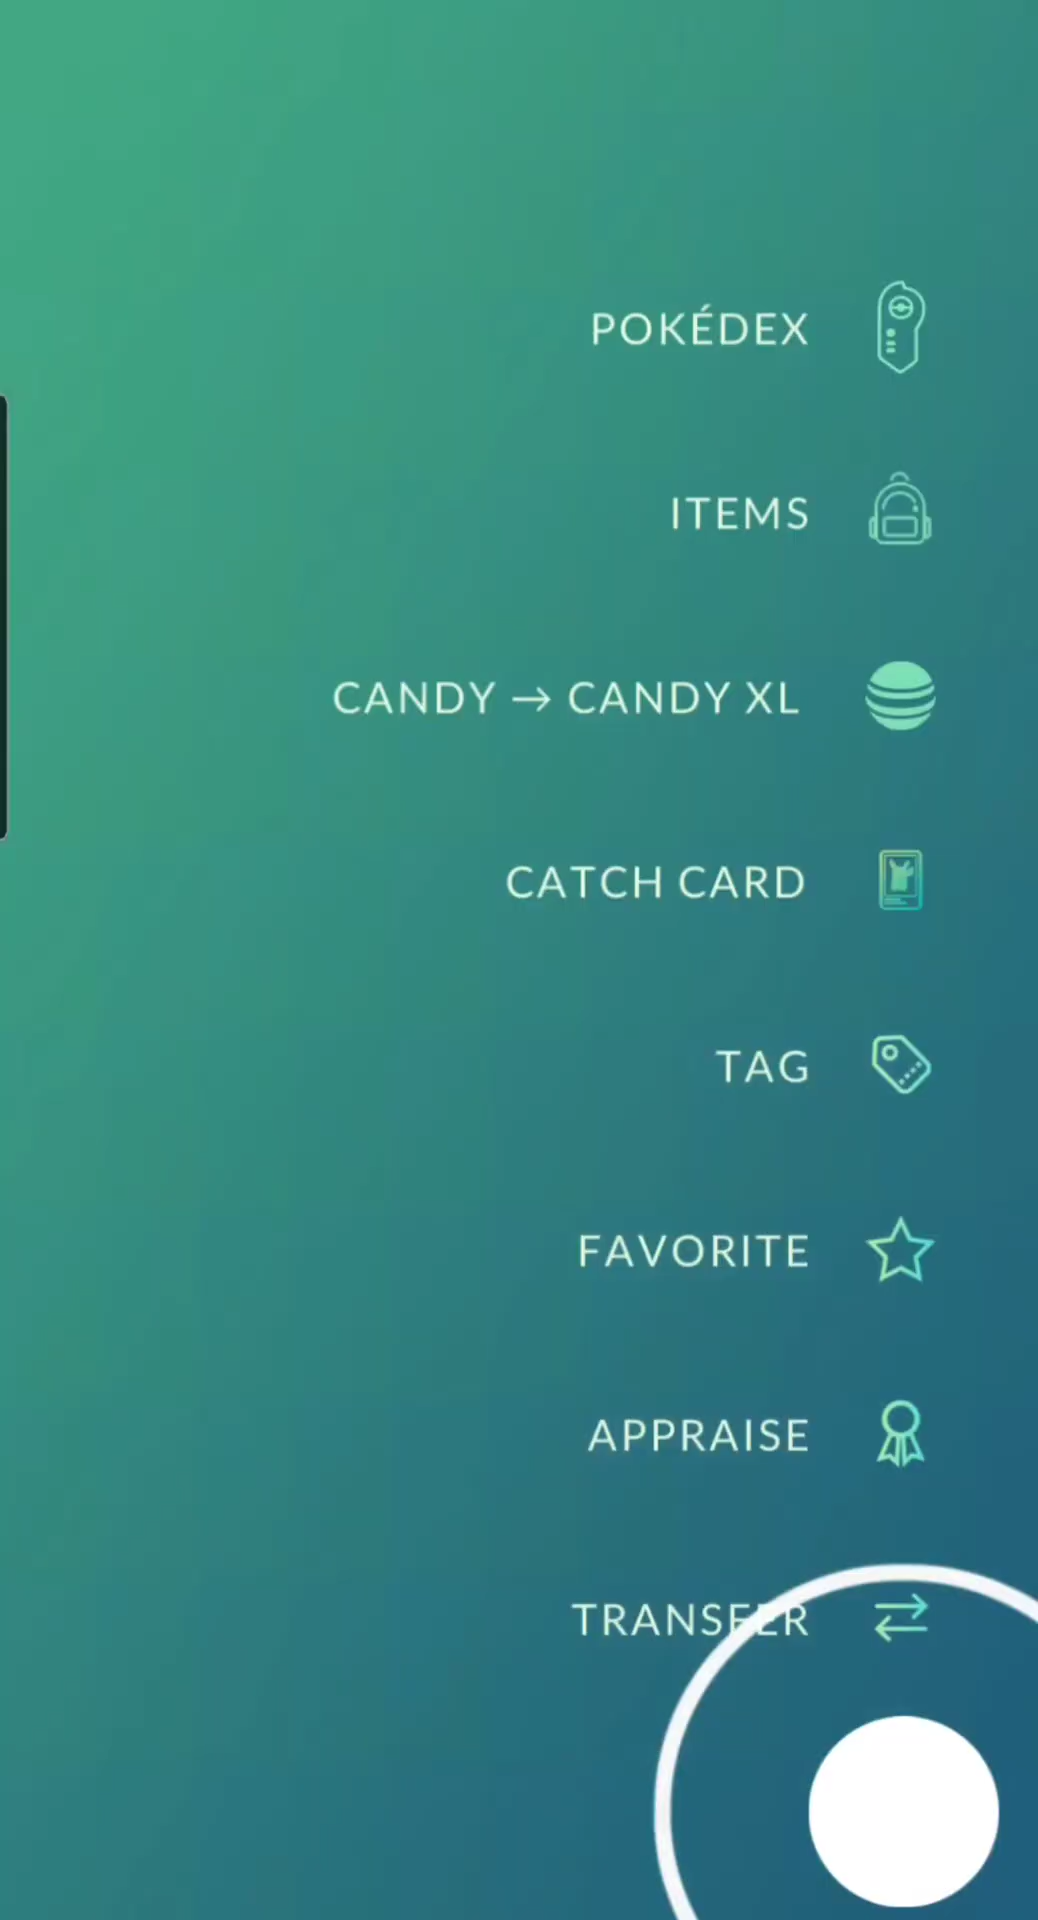 POKÉDEX
ITEMS
CANDY → CANDY XL
CATCH CARD
TAG
FAVORITE
APPRAISE
TRANSFER